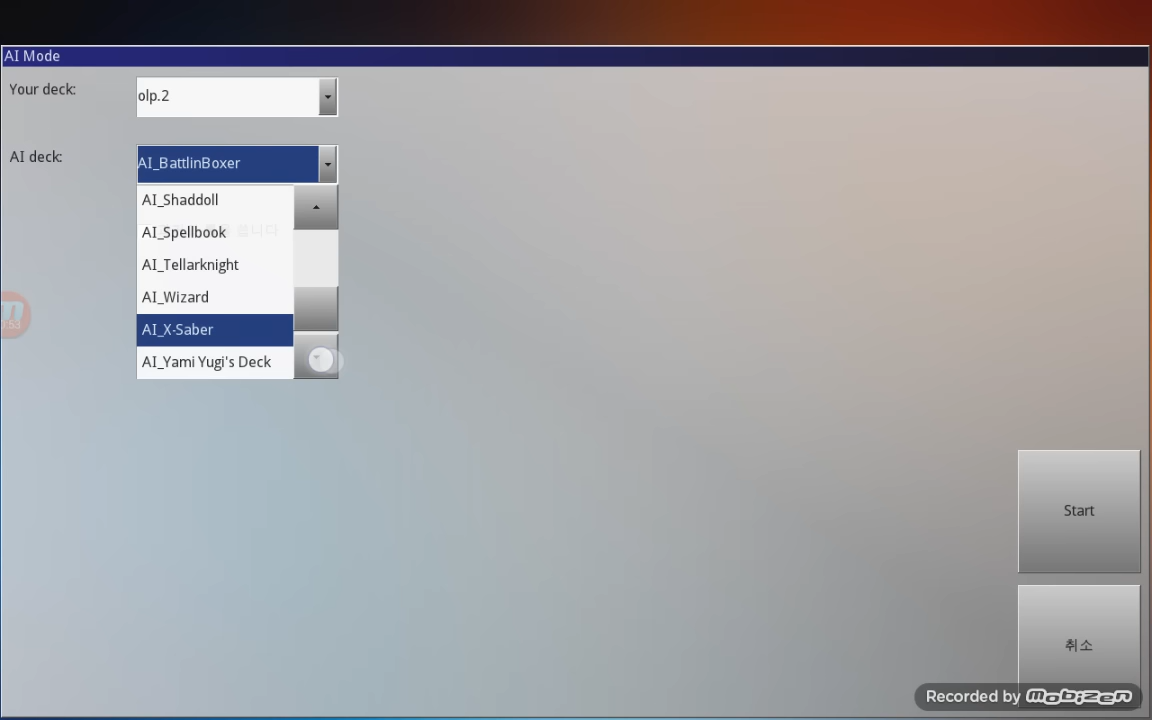 AI Mode
Your deck:
olp.2
AI deck:
AI_BattlinBoxer
AI_Shaddoll
AI_Spellbook
AI_Tellarknight
AI_Wizard
AI_X-Saber
AI_Yami Yugi's Deck
Start
취소
Recorded by mobizen